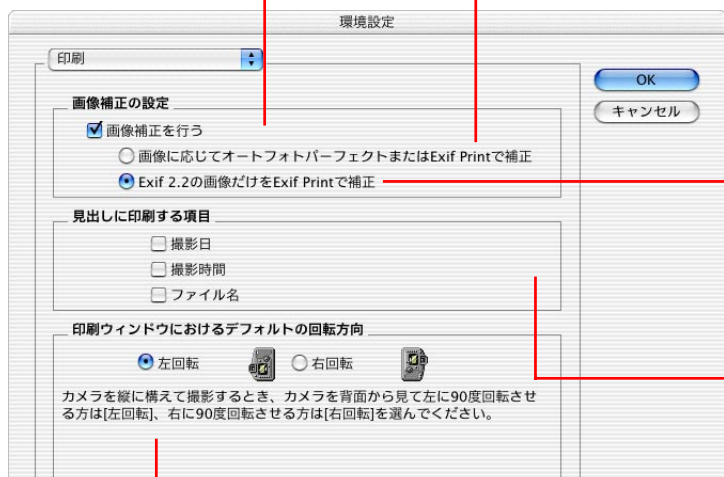 環境設定
印刷
OK
キャンセル
画像補正の設定
画像補正を行う
画像に応じてオートフォトパーフェクトまたはExif Printで補正
Exif 2.2の画像だけをExif Printで補正
見出しに印刷する項目
撮影日
撮影時間
ファイル名
印刷ウィンドウにおけるデフォルトの回転方向
左回転
右回転
カメラを縦に構えて撮影するとき、カメラを背面から見て左に90度回転させ
る方は[左回転]、右に90度回転させる方は[右回転]を選んでください。